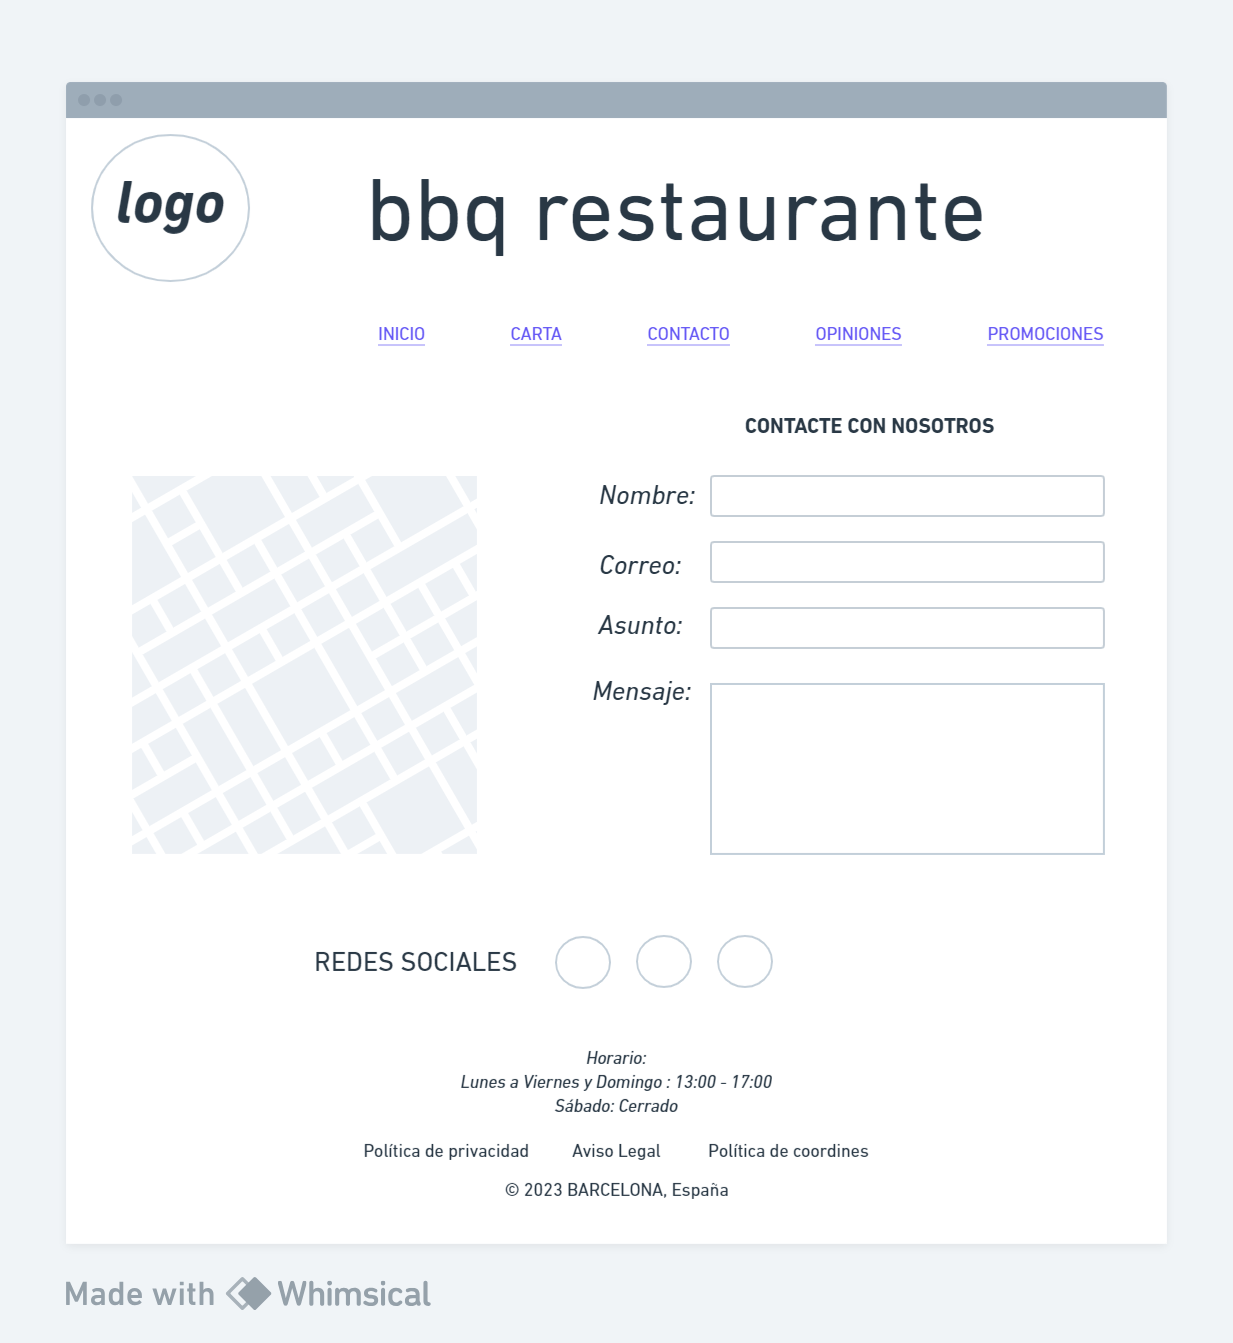 logo
bbq restaurante
INICIO CARTA CONTACTO OPINIONES PROMOCIONES
CONTACTE CON NOSOTROS
Nombre:
Correo:
Asunto:
Mensaje:
REDES SOCIALES
Horario:
Lunes a Viernes y Domingo : 13:00 - 17:00
Sábado: Cerrado
Política de privacidad Aviso Legal Política de coordines
© 2023 BARCELONA, España
Made with Whimsical